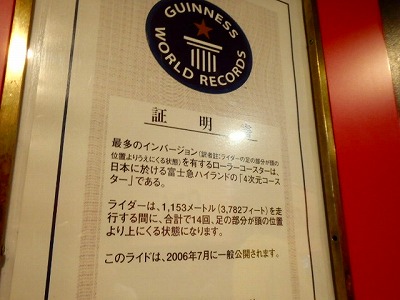 GUINNESS
WORLD RECORDS
証明書
最多のインバージョン(訳者註:ライダーの足の部分が頭の
位置よりうえにくる状態)を有するローラーコースターは、
日本に於ける富士急ハイランドの「4次元コース
ター」である。
ライダーは、1,153メートル(3,782フィート)を走
行する間に、合計で14回、足の部分が頭の位置
より上にくる状態になります。
このライドは、2006年7月に一般公開されます。